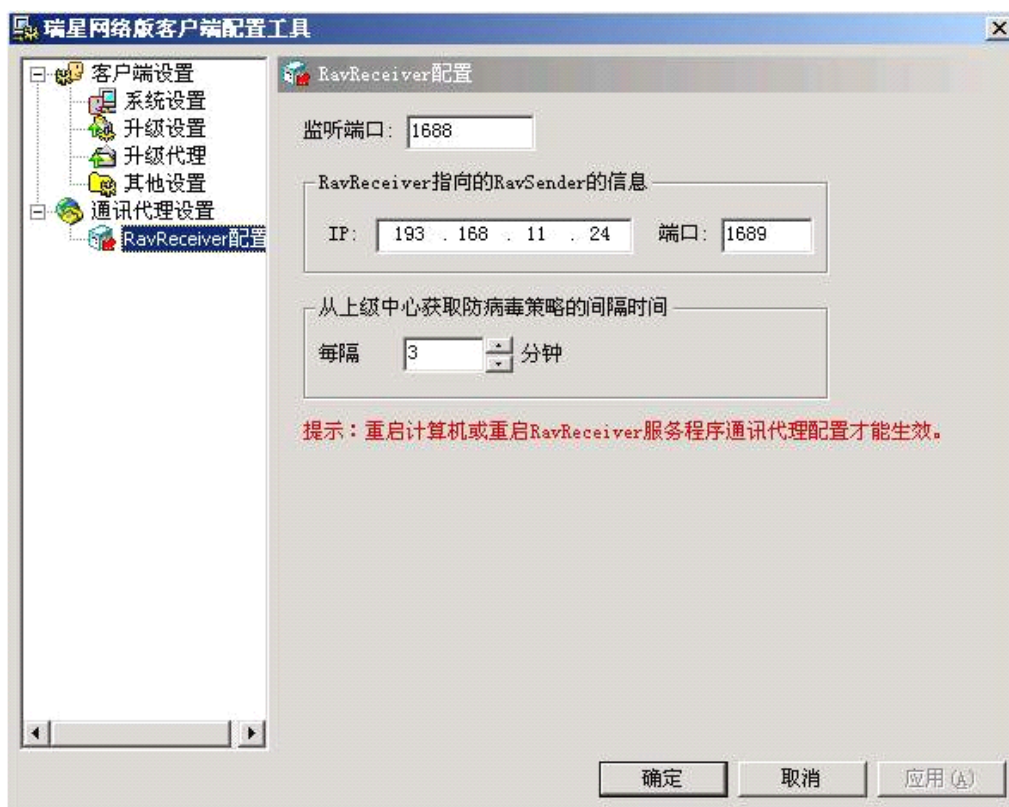 瑞星网络版客户端配置工具
客户端设置
系统设置
升级设置
升级代理
其他设置
通讯代理设置
RavReceiver配置
RavReceiver配置
监听端口: 1688
RavReceiver指向的RavSender的信息
IP: 193 . 168 . 11 . 24 端口: 1689
从上级中心获取防病毒策略的间隔时间
每隔 3 分钟
提示：重启计算机或重启RavReceiver服务程序通讯代理配置才能生效。
确定 取消 应用(A)